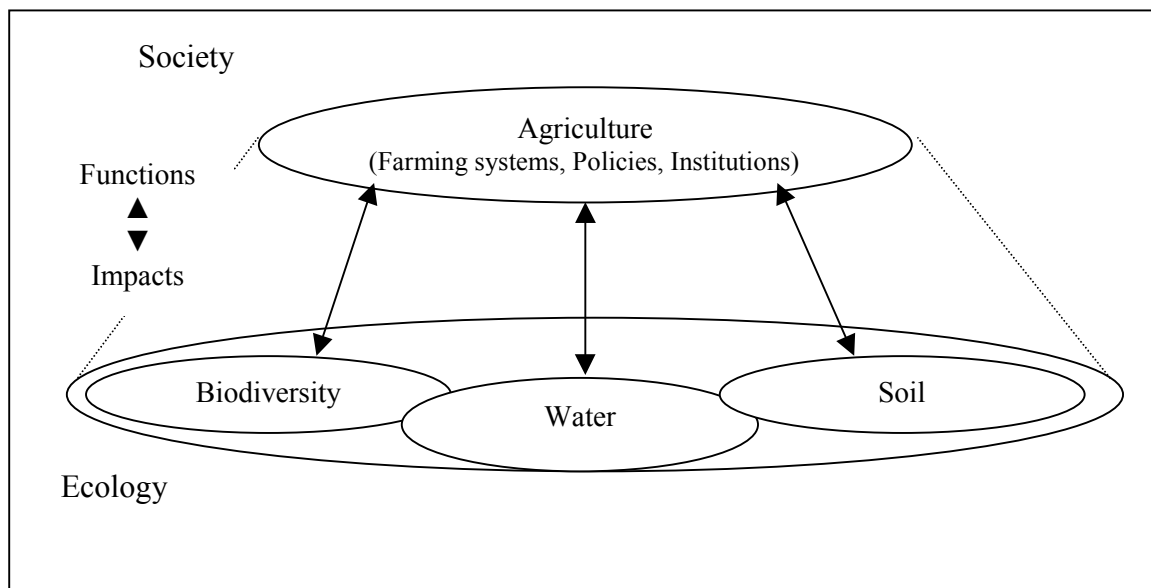 Society
Agriculture
(Farming systems, Policies, Institutions)
Functions
Impacts
Biodiversity
Water
Soil
Ecology